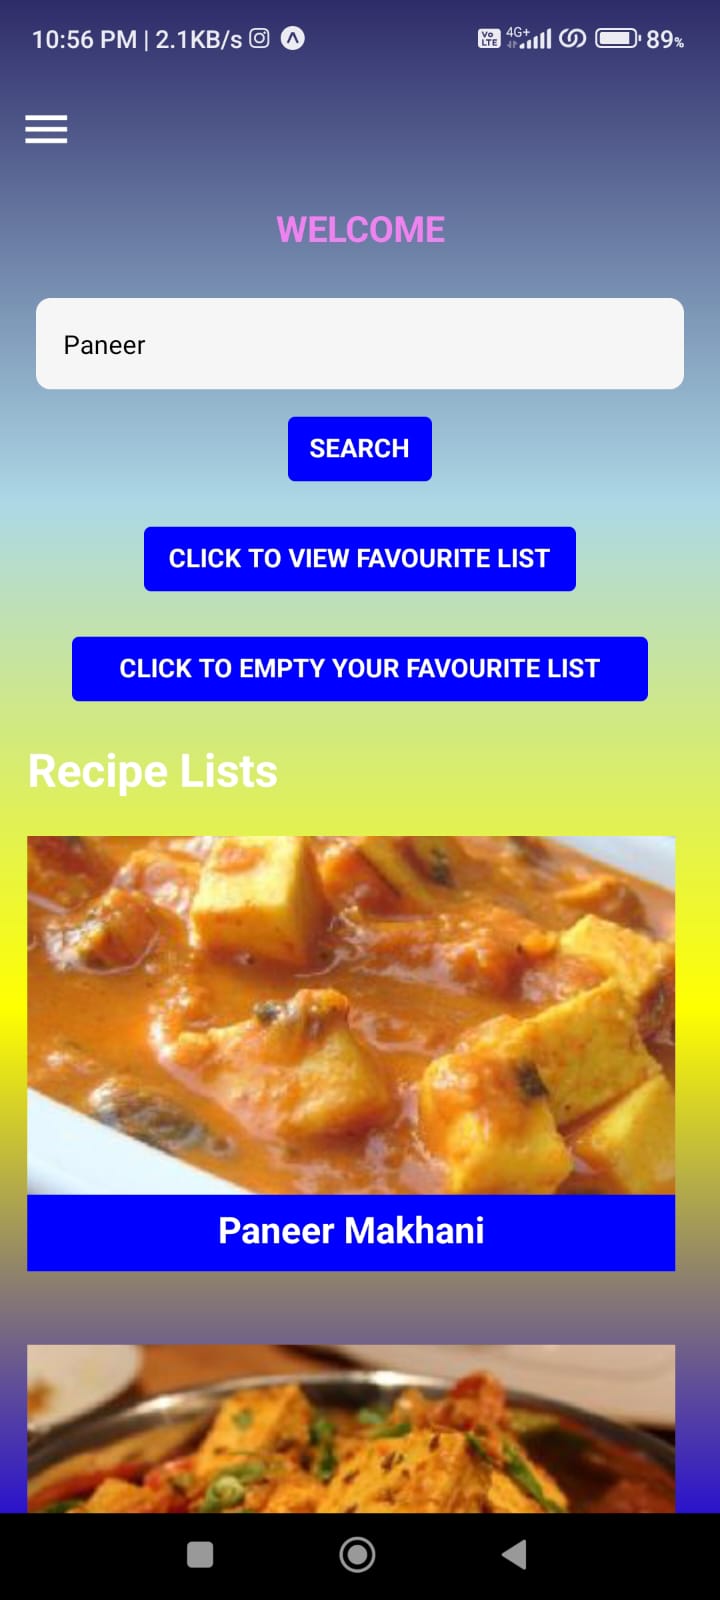 10:56 PM | 2.1KB/s
Vo LTE 4G+ 89%
WELCOME
Paneer
SEARCH
CLICK TO VIEW FAVOURITE LIST
CLICK TO EMPTY YOUR FAVOURITE LIST
Recipe Lists
Paneer Makhani